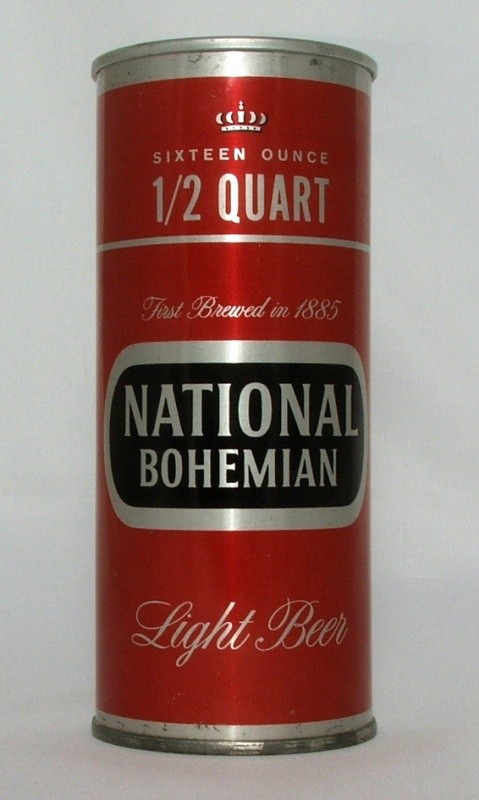 SIXTEEN OUNCE
1/2 QUART
First Brewed in 1885
NATIONAL
BOHEMIAN
Light Beer